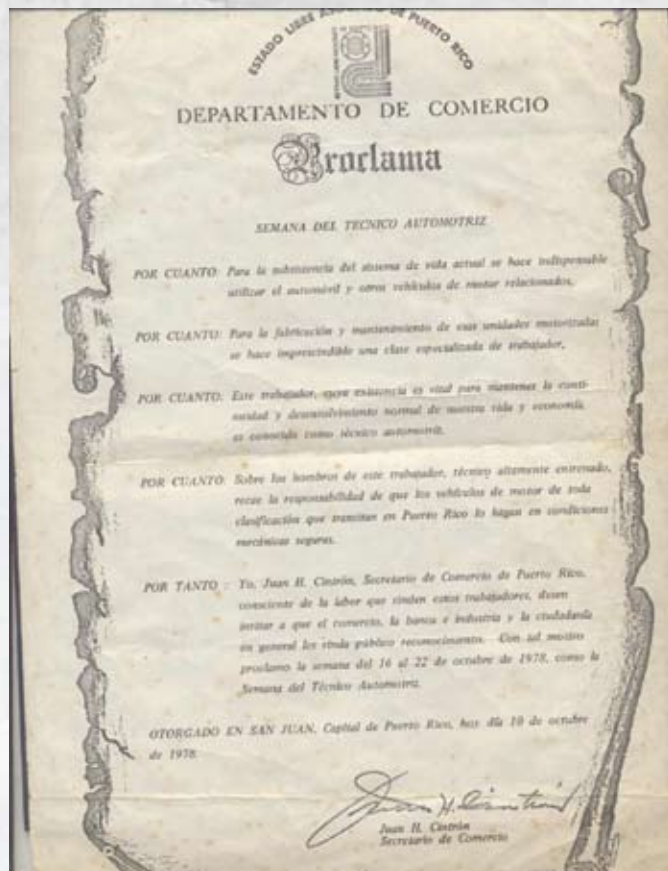 ESTADO LIBRE ASOCIADO DE PUERTO RICO
DEPARTAMENTO DE COMERCIO
Proclama
SEMANA DEL TECNICO AUTOMOTRIZ
POR CUANTO: Para la subsistencia del sistema de vida actual se hace indispensable
utilizar el automóvil y otros vehículos de motor relacionados,
POR CUANTO: Para la fabricación y mantenimiento de esas unidades motorizadas
se hace imprescindible una clase especializada de trabajador,
POR CUANTO: Este trabajador, cuya existencia es vital para mantener la conti-
nuidad y desenvolvimiento normal de nuestra vida y economía,
es conocido como técnico automotriz,
POR CUANTO: Sobre los hombros de este trabajador, técnico altamente entrenado,
recae la responsabilidad de que los vehículos de motor de toda
clasificación que transitan en Puerto Rico lo hagan en condiciones
mecánicas seguras.
POR TANTO : Yo, Juan H. Cintrón, Secretario de Comercio de Puerto Rico,
consciente de la labor que rinden estos trabajadores, deseo
invitar a que el comercio, la banca e industria y la ciudadanía
en general les rinda público reconocimiento. Con tal motivo
proclamo la semana del 16 al 22 de octubre de 1978, como la
Semana del Técnico Automotriz.
OTORGADO EN SAN JUAN, Capital de Puerto Rico, hoy día 10 de octubre
de 1978.
Juan H. Cintrón
Juan H. Cintrón
Secretario de Comercio